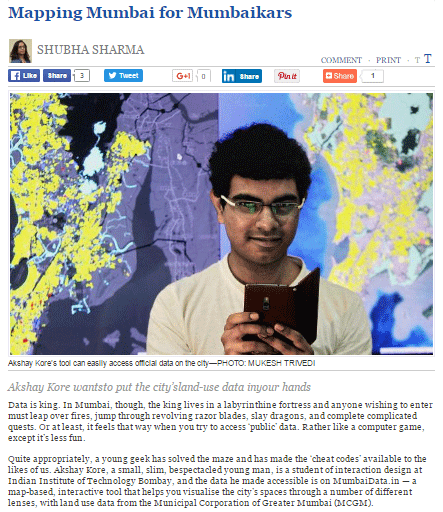 Mapping Mumbai for Mumbaikars
SHUBHA SHARMA
COMMENT · PRINT · T T
Like Share 3 Tweet G+1 0 Share Pin it Share 1
Akshay Kore's tool can easily access official data on the city—PHOTO: MUKESH TRIVEDI
Akshay Kore wantsto put the city'sland-use data inyour hands
Data is king. In Mumbai, though, the king lives in a labyrinthine fortress and anyone wishing to enter
must leap over fires, jump through revolving razor blades, slay dragons, and complete complicated
quests. Or at least, it feels that way when you try to access 'public' data. Rather like a computer game,
except it's less fun.
Quite appropriately, a young geek has solved the maze and has made the 'cheat codes' available to the
likes of us. Akshay Kore, a small, slim, bespectacled young man, is a student of interaction design at
Indian Institute of Technology Bombay, and the data he made accessible is on MumbaiData.in — a
map-based, interactive tool that helps you visualise the city's spaces through a number of different
lenses, with land use data from the Municipal Corporation of Greater Mumbai (MCGM).